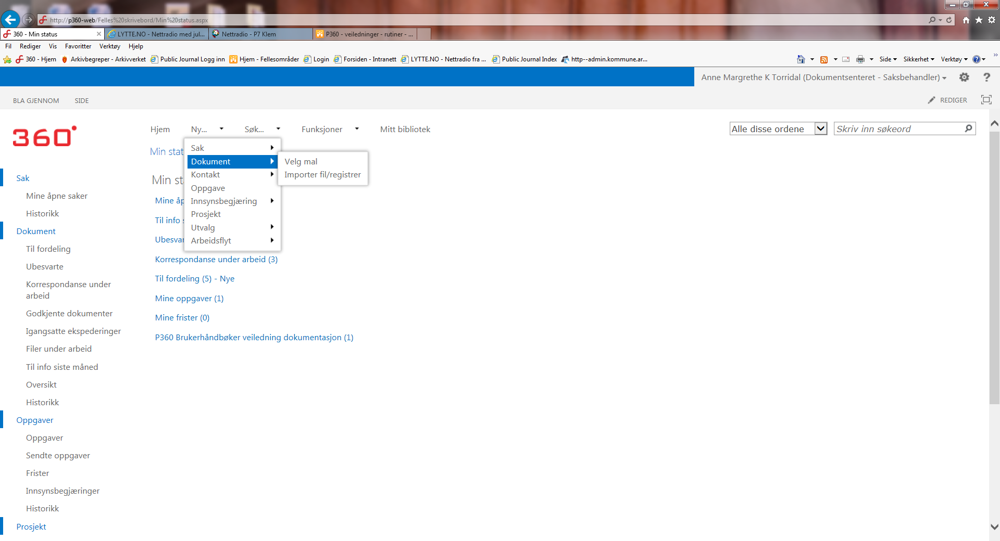 http://p360-web/Felles%20skrivebord/Min%20status.aspx
360 - Min status
LYTTE.NO - Nettradio med jul...
Nettradio - P7 Klem
P360 - veiledninger - rutiner - ...
Fil Rediger Vis Favoritter Verktøy Hjelp
360 - Hjem Arkivbegreper - Arkivverket Public Journal Logg inn Hjem - Fellesområder Login Forsiden - Intranett LYTTE.NO - Nettradio fra ... Public Journal Index http--admin.kommune.ar... Side Sikkerhet Verktøy
Anne Margrethe K Torridal (Dokumentsenteret - Saksbehandler)
BLA GJENNOM SIDE REDIGER
360°
Hjem Ny... Søk... Funksjoner Mitt bibliotek
Alle disse ordene Skriv inn søkeord
Sak
Dokument
Kontakt
Oppgave
Innsynsbegjæring
Prosjekt
Utvalg
Arbeidsflyt
Velg mal
Importer fil/registrer
Min stat
Min st
Mine åp
Til info s
Ubesvar
Korrespondanse under arbeid (3)
Til fordeling (5) - Nye
Mine oppgaver (1)
Mine frister (0)
P360 Brukerhåndbøker veiledning dokumentasjon (1)
Sak
Mine åpne saker
Historikk
Dokument
Til fordeling
Ubesvarte
Korrespondanse under
arbeid
Godkjente dokumenter
Igangsatte ekspederinger
Filer under arbeid
Til info siste måned
Oversikt
Historikk
Oppgaver
Oppgaver
Sendte oppgaver
Frister
Innsynsbegjæringer
Historikk
Prosjekt